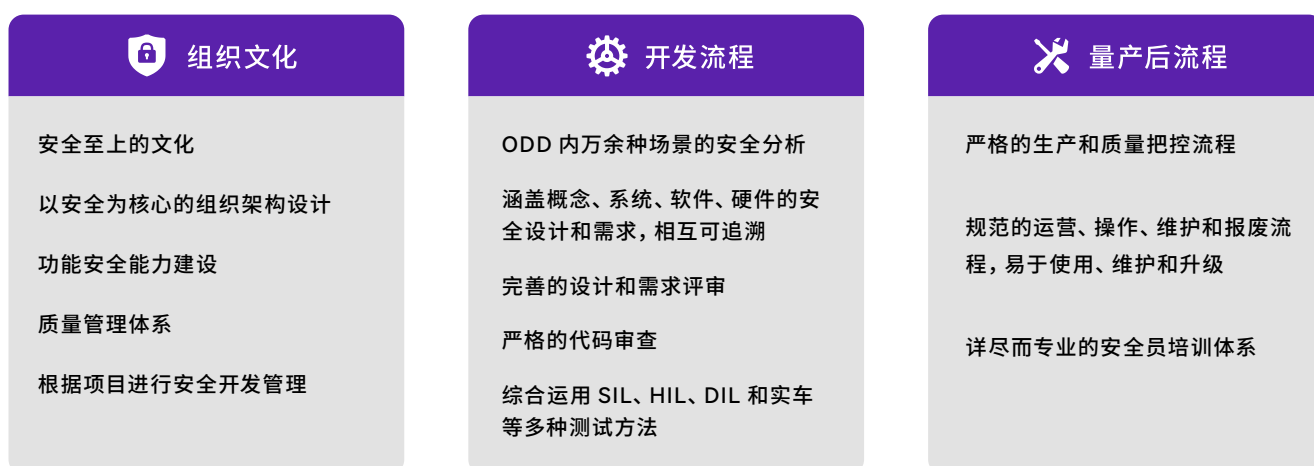 组织文化
安全至上的文化
以安全为核心的组织架构设计
功能安全能力建设
质量管理体系
根据项目进行安全开发管理
开发流程
ODD 内万余种场景的安全分析
涵盖概念、系统、软件、硬件的安
全设计和需求，相互可追溯
完善的设计和需求评审
严格的代码审查
综合运用 SIL、HIL、DIL 和实车
等多种测试方法
量产后流程
严格的生产和质量把控流程
规范的运营、操作、维护和报废流
程，易于使用、维护和升级
详尽而专业的安全员培训体系